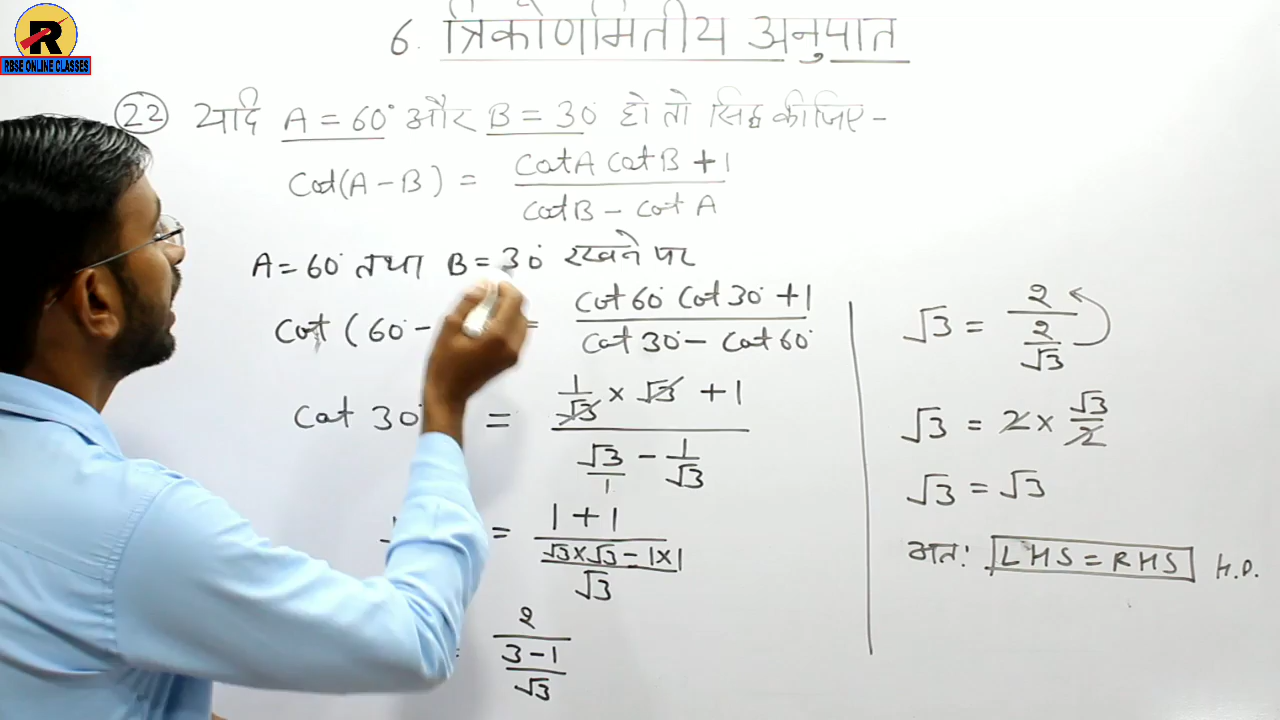 RBSE ONLINE CLASSES
6. त्रिकोणमितीय अनुपात
22 यदि A = 60° और B = 30° हो तो सिद्ध कीजिए -
Cot(A - B) = (cotA cotB + 1) / (cotB - cot A)
A = 60° तथा B = 30° रखने पर
cot (60° - = (cot 60° cot 30° + 1) / (cot 30° - cot 60°)
cot 30° = (1/√3 × √3 + 1) / (√3/1 - 1/√3)
= (1 + 1) / ((√3×√3 - 1×1)/√3)
2 / ((3 - 1)/√3)
√3 = 2 / (2/√3)
√3 = 2 × √3/2
√3 = √3
अतः LHS = RHS H.P.